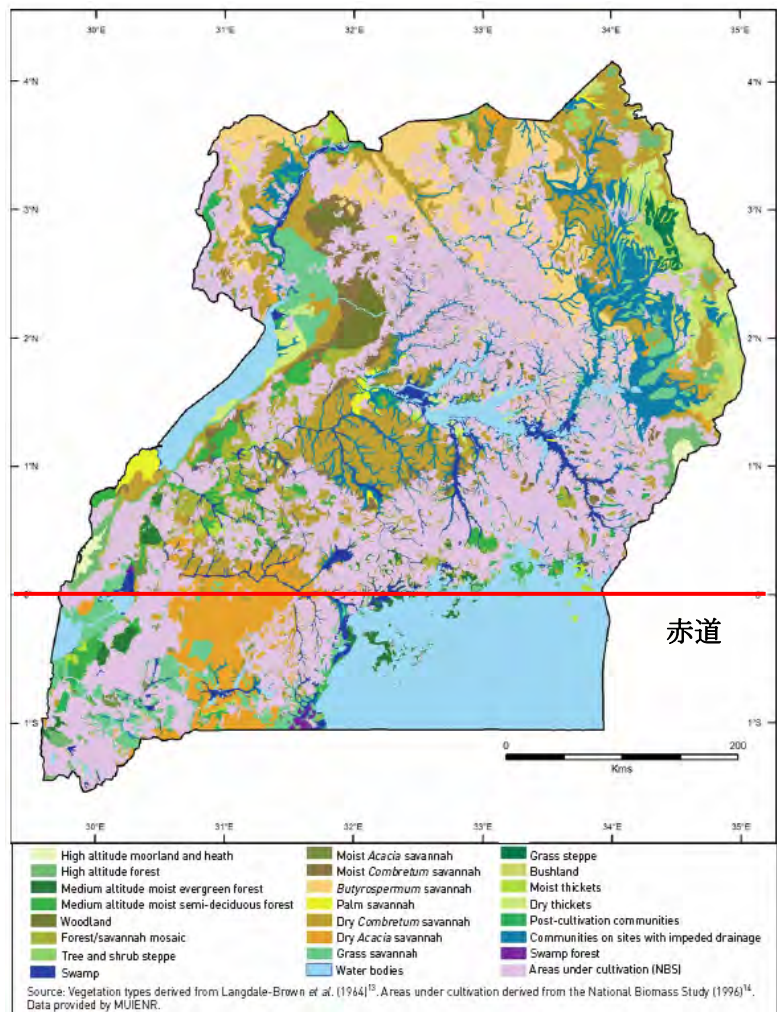 30°E 31°E 32°E 33°E 34°E 35°E
4°N 4°N
3°N 3°N
2°N 2°N
1°N 1°N
赤道
1°S 1°S
0 200
Kms
30°E 31°E 32°E 33°E 34°E 35°E
High altitude moorland and heath
High altitude forest
Medium altitude moist evergreen forest
Medium altitude moist semi-deciduous forest
Woodland
Forest/savannah mosaic
Tree and shrub steppe
Swamp
Moist Acacia savannah
Moist Combretum savannah
Butyrospermum savannah
Palm savannah
Dry Combretum savannah
Dry Acacia savannah
Grass savannah
Water bodies
Grass steppe
Bushland
Moist thickets
Dry thickets
Post-cultivation communities
Communities on sites with impeded drainage
Swamp forest
Areas under cultivation (NBS)
Source: Vegetation types derived from Langdale-Brown et al. (1964)¹³. Areas under cultivation derived from the National Biomass Study (1996)¹⁴.
Data provided by MUIENR.